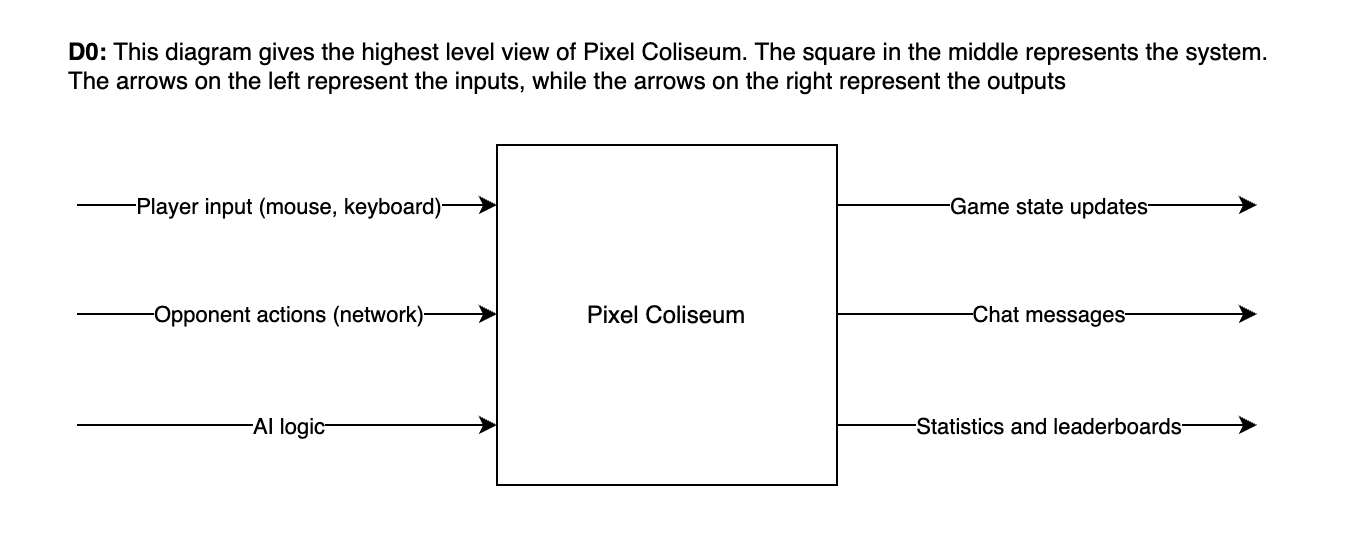 D0: This diagram gives the highest level view of Pixel Coliseum. The square in the middle represents the system.
The arrows on the left represent the inputs, while the arrows on the right represent the outputs
Player input (mouse, keyboard)
Game state updates
Opponent actions (network)
Pixel Coliseum
Chat messages
AI logic
Statistics and leaderboards